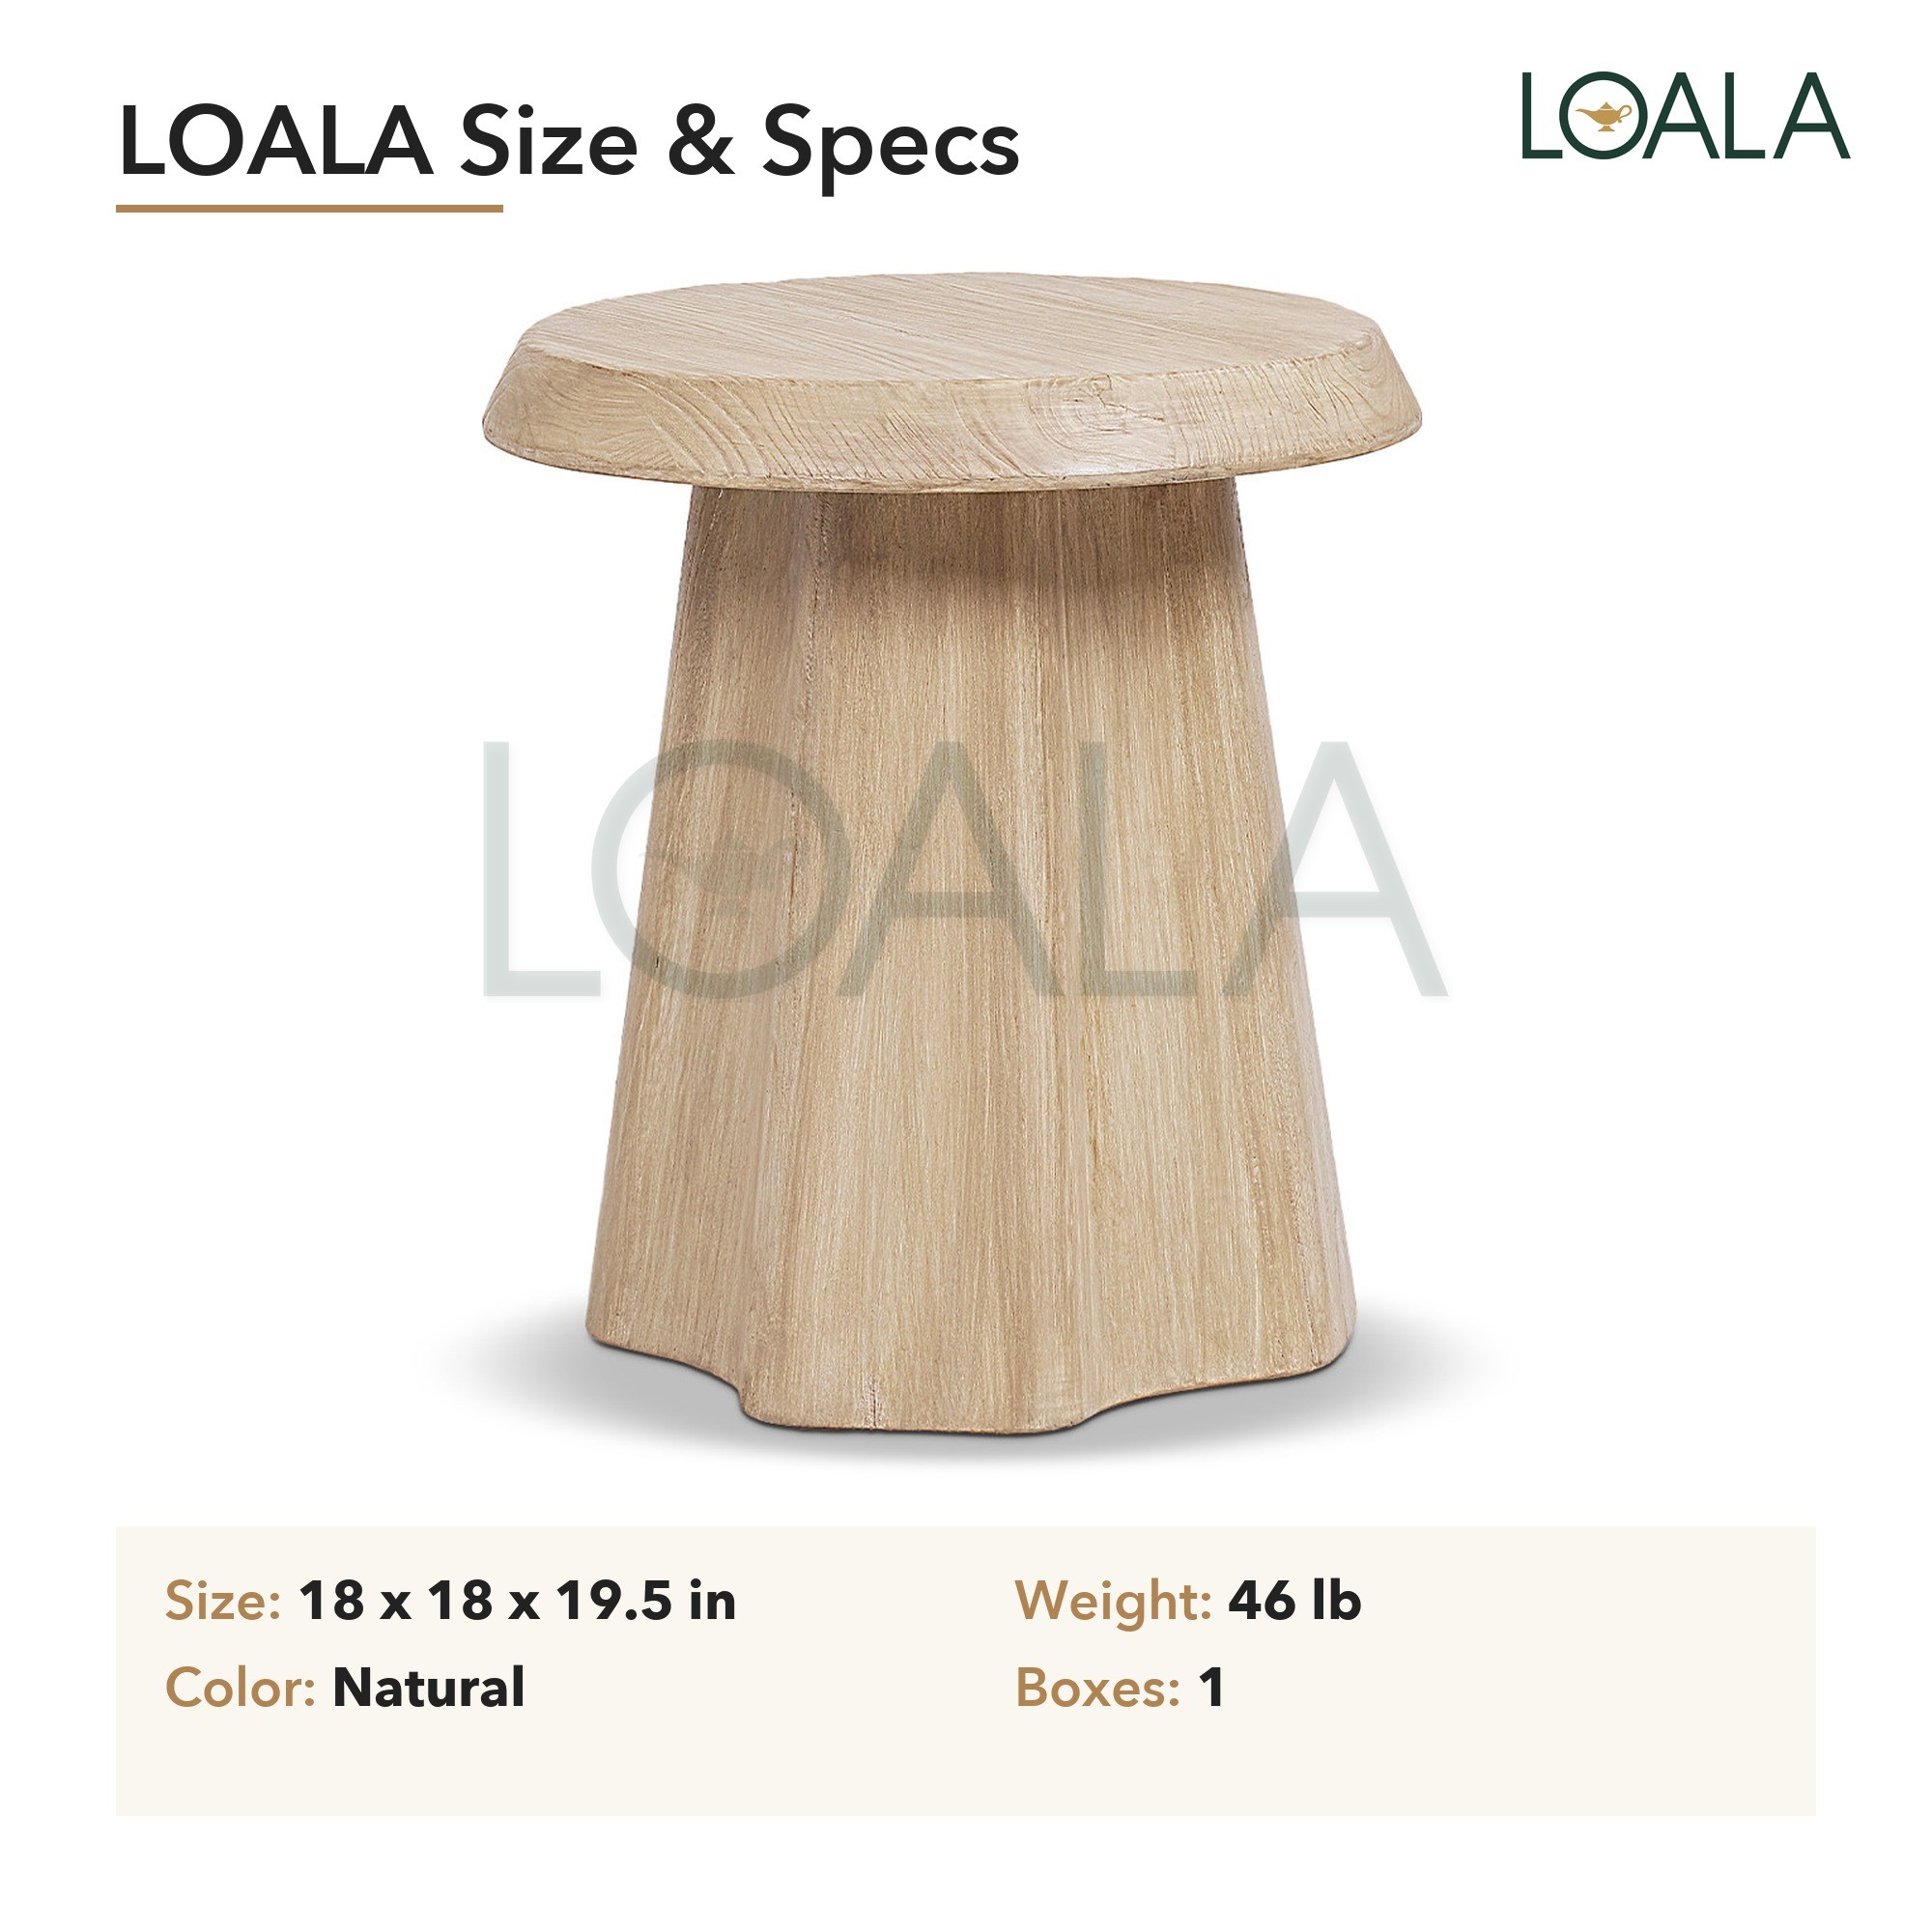 LOALA Size & Specs
LOALA
LOALA
Size: 18 x 18 x 19.5 in
Weight: 46 lb
Color: Natural
Boxes: 1